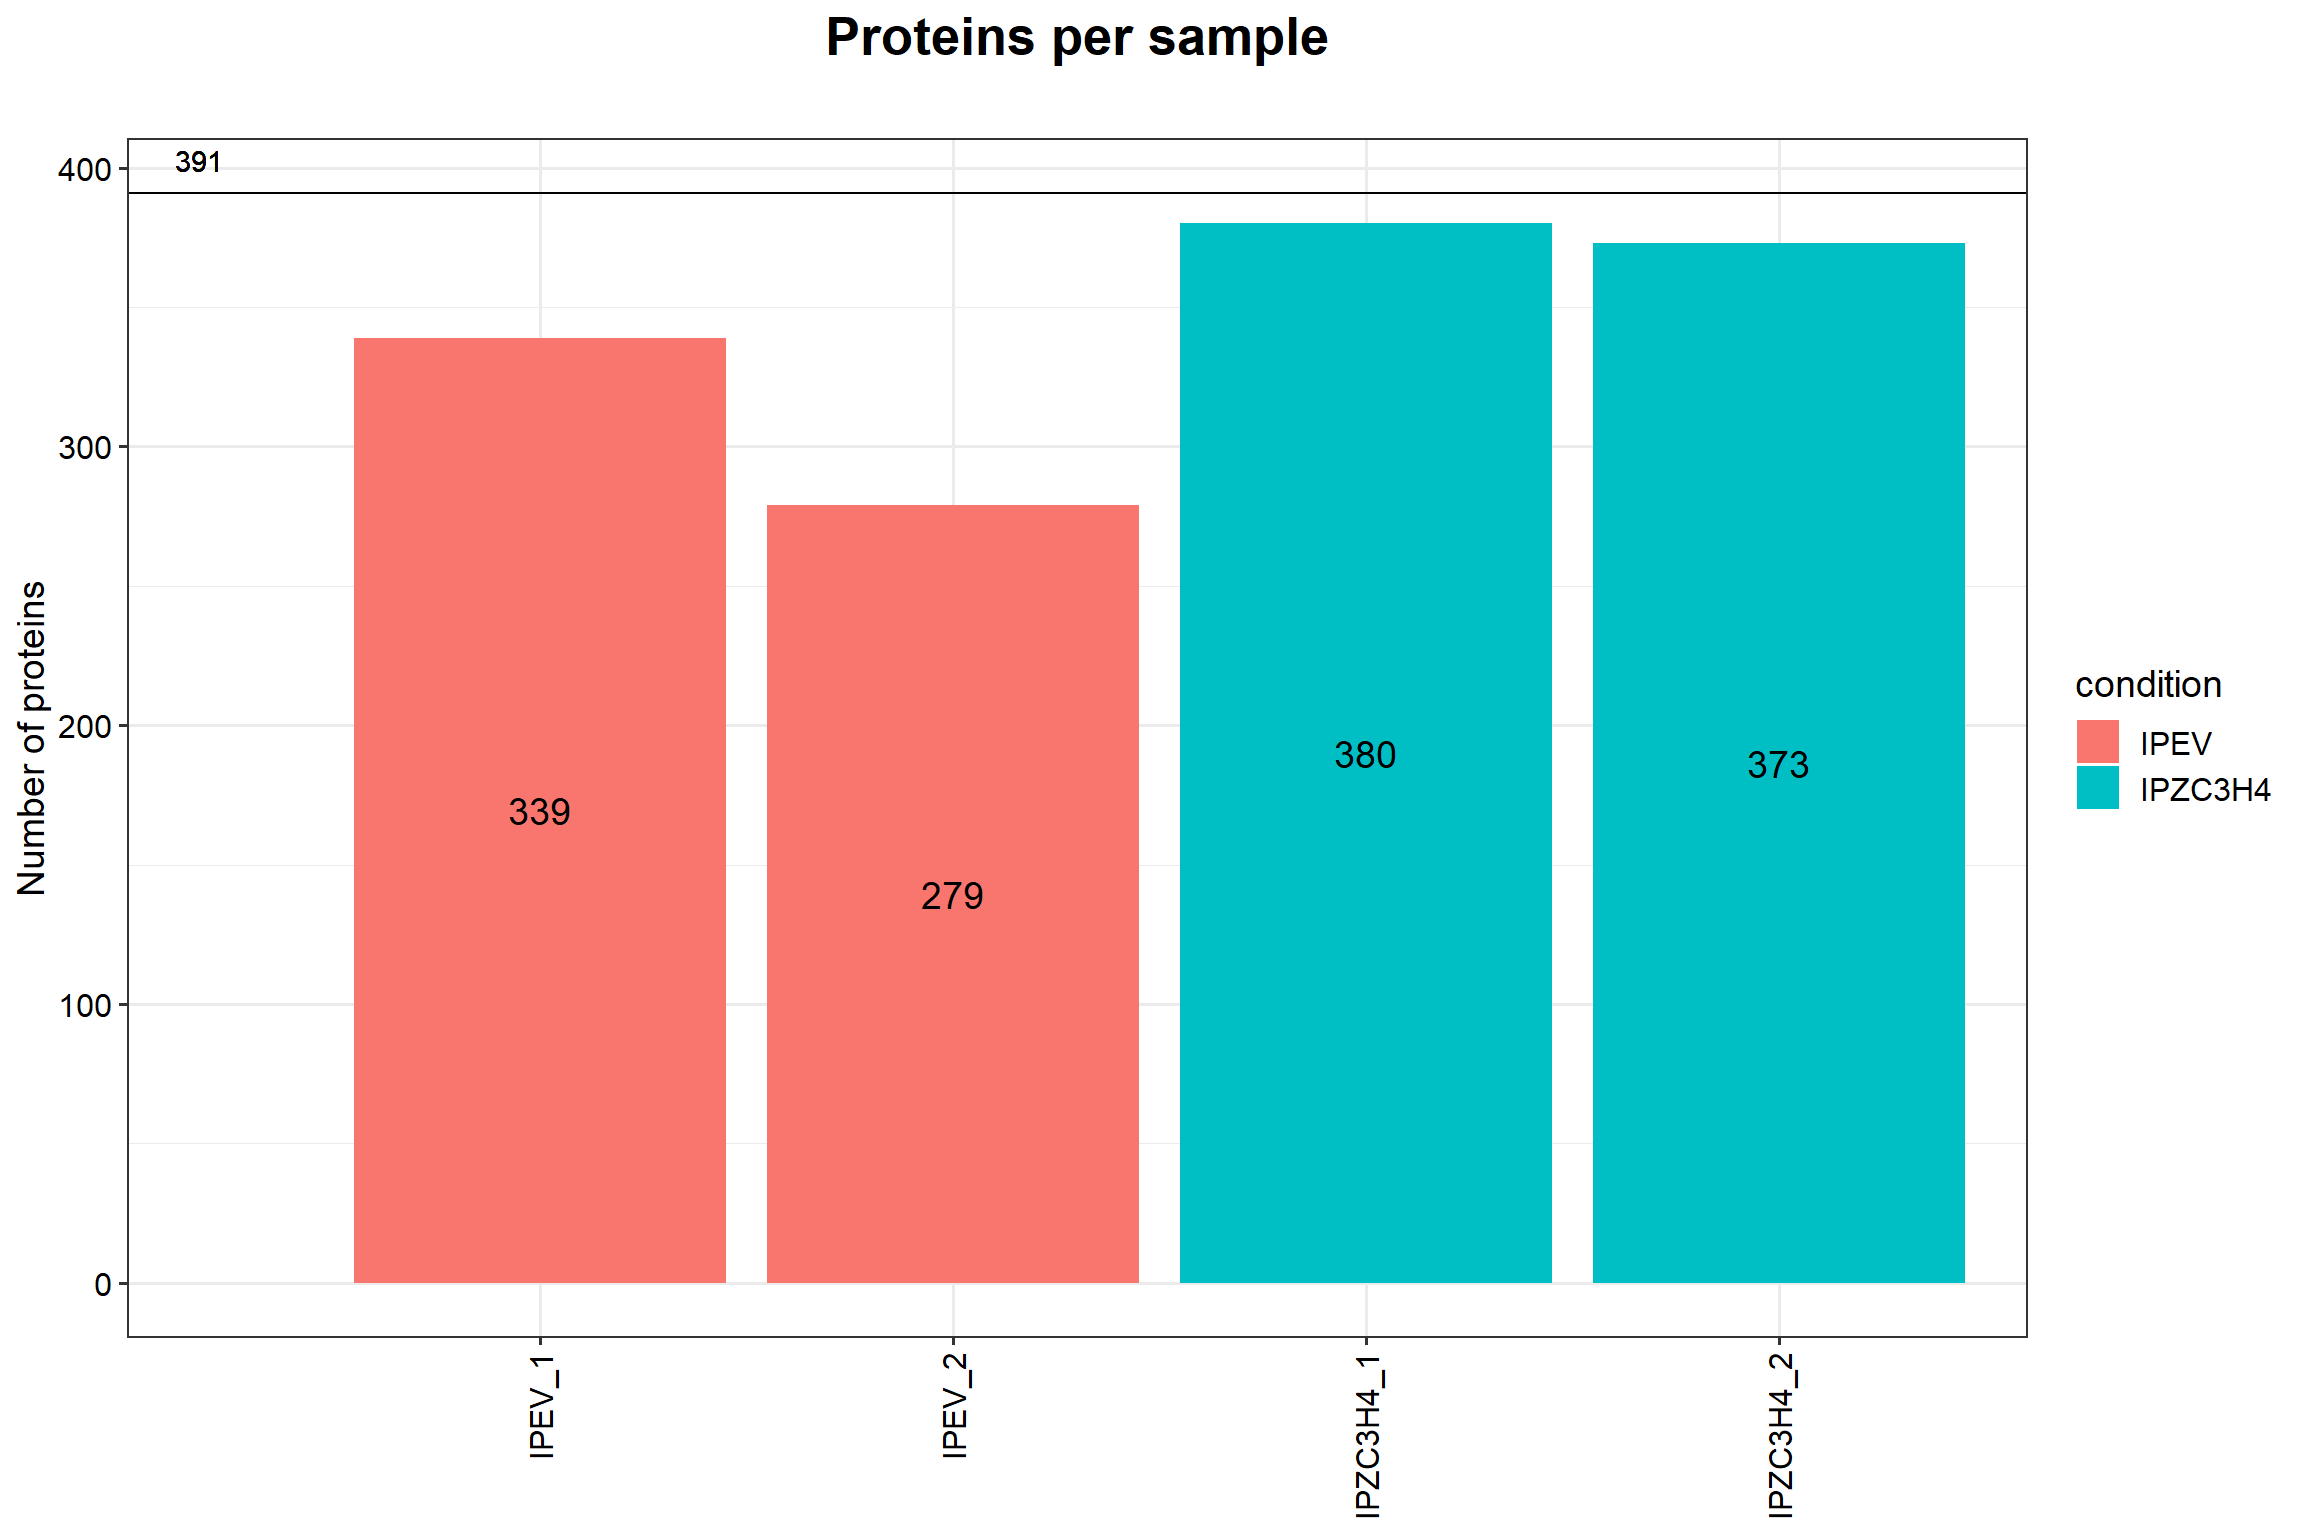 Proteins per sample
Number of proteins
400
300
200
100
0
391
339
279
380
373
IPEV_1
IPEV_2
IPZC3H4_1
IPZC3H4_2
condition
IPEV
IPZC3H4